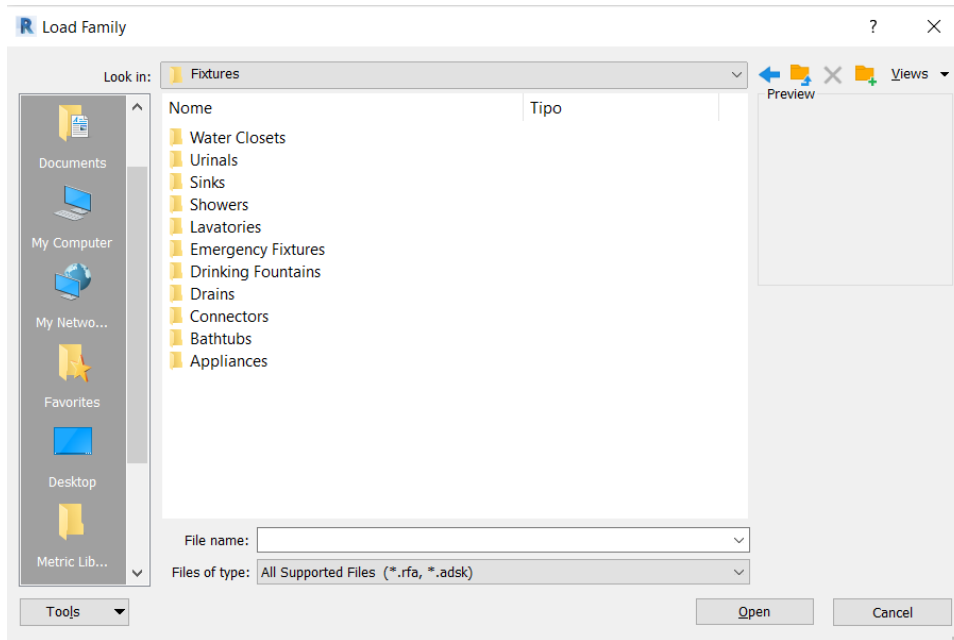 R Load Family ? X
Look in: Fixtures Views
Nome Tipo Preview
Water Closets
Urinals
Sinks
Showers
Lavatories
Emergency Fixtures
Drinking Fountains
Drains
Connectors
Bathtubs
Appliances
Documents
My Computer
My Netwo...
Favorites
Desktop
Metric Lib...
File name:
Files of type: All Supported Files (*.rfa, *.adsk)
Tools Open Cancel